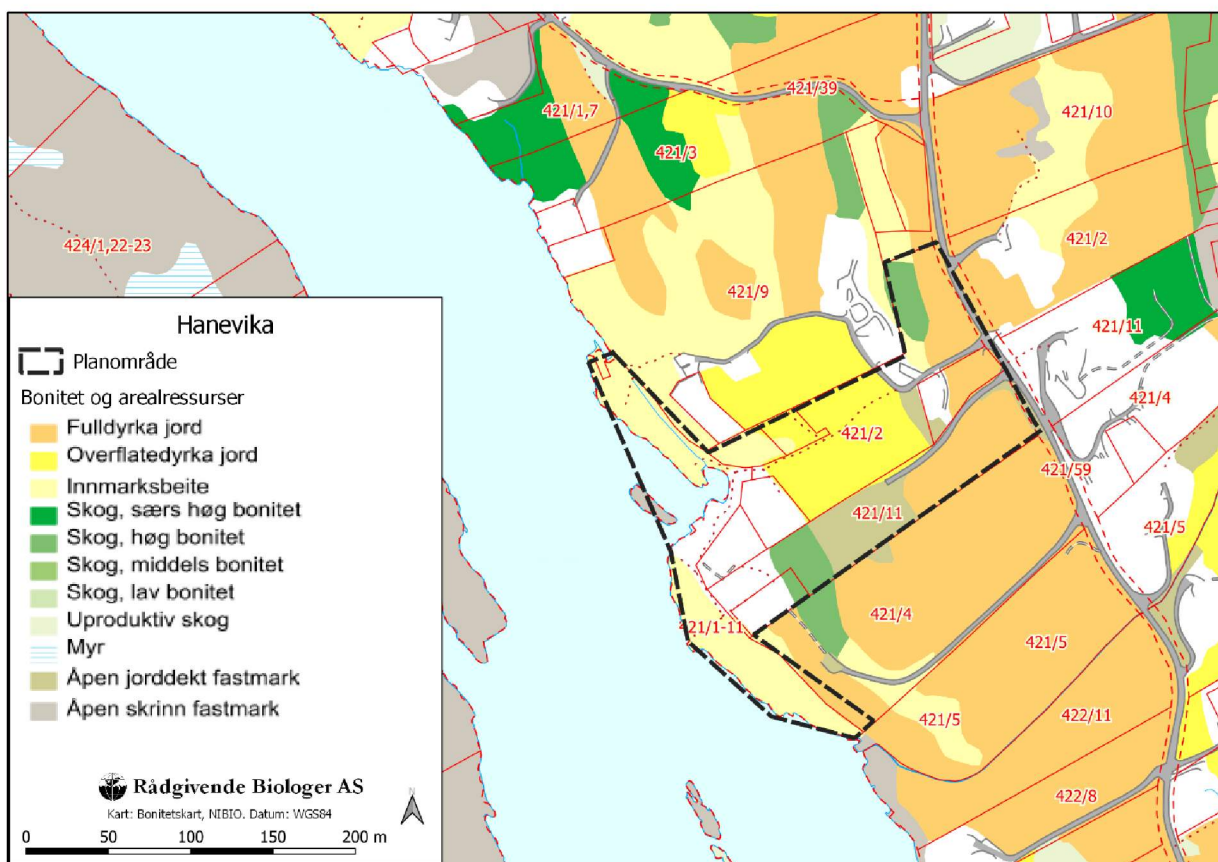 421/39
421/1,7
421/10
421/3
424/1,22-23
421/2
421/9
421/11
421/4
421/2
421/59
421/5
421/11
421/4
421/1-11
421/5
421/5
422/11
422/8
Hanevika
Planområde
Bonitet og arealressurser
Fulldyrka jord
Overflatedyrka jord
Innmarksbeite
Skog, særs høg bonitet
Skog, høg bonitet
Skog, middels bonitet
Skog, lav bonitet
Uproduktiv skog
Myr
Åpen jorddekt fastmark
Åpen skrinn fastmark
Rådgivende Biologer AS
Kart: Bonitetskart, NIBIO. Datum: WGS84
N
0 50 100 150 200 m